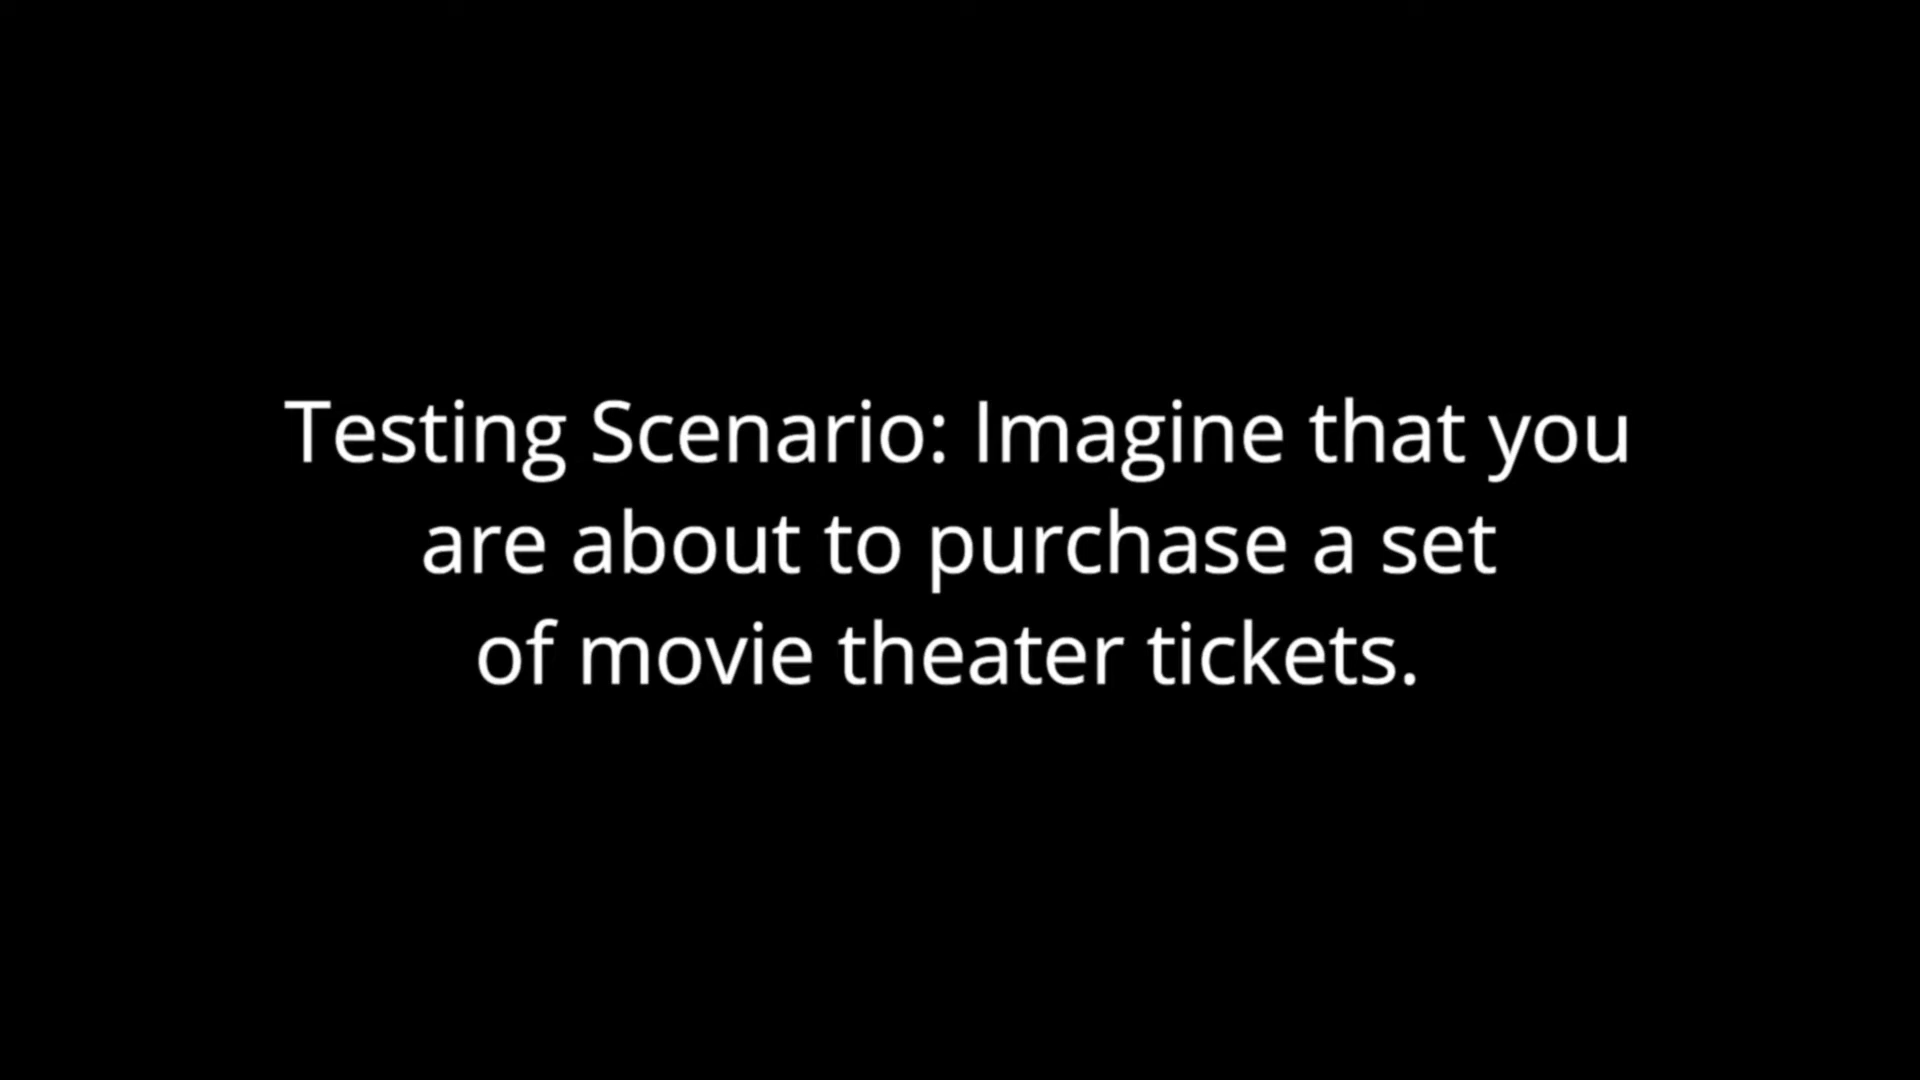 Testing Scenario: Imagine that you
are about to purchase a set
of movie theater tickets.